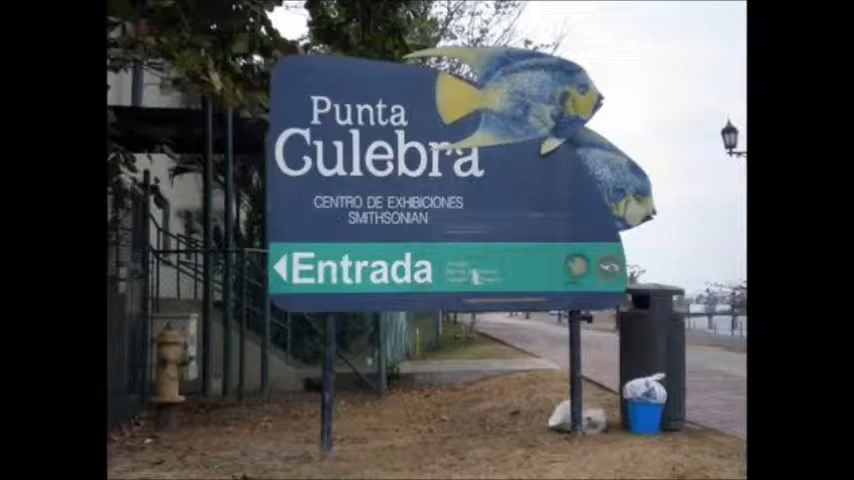 Punta
Culebra
CENTRO DE EXHIBICIONES
SMITHSONIAN
Entrada